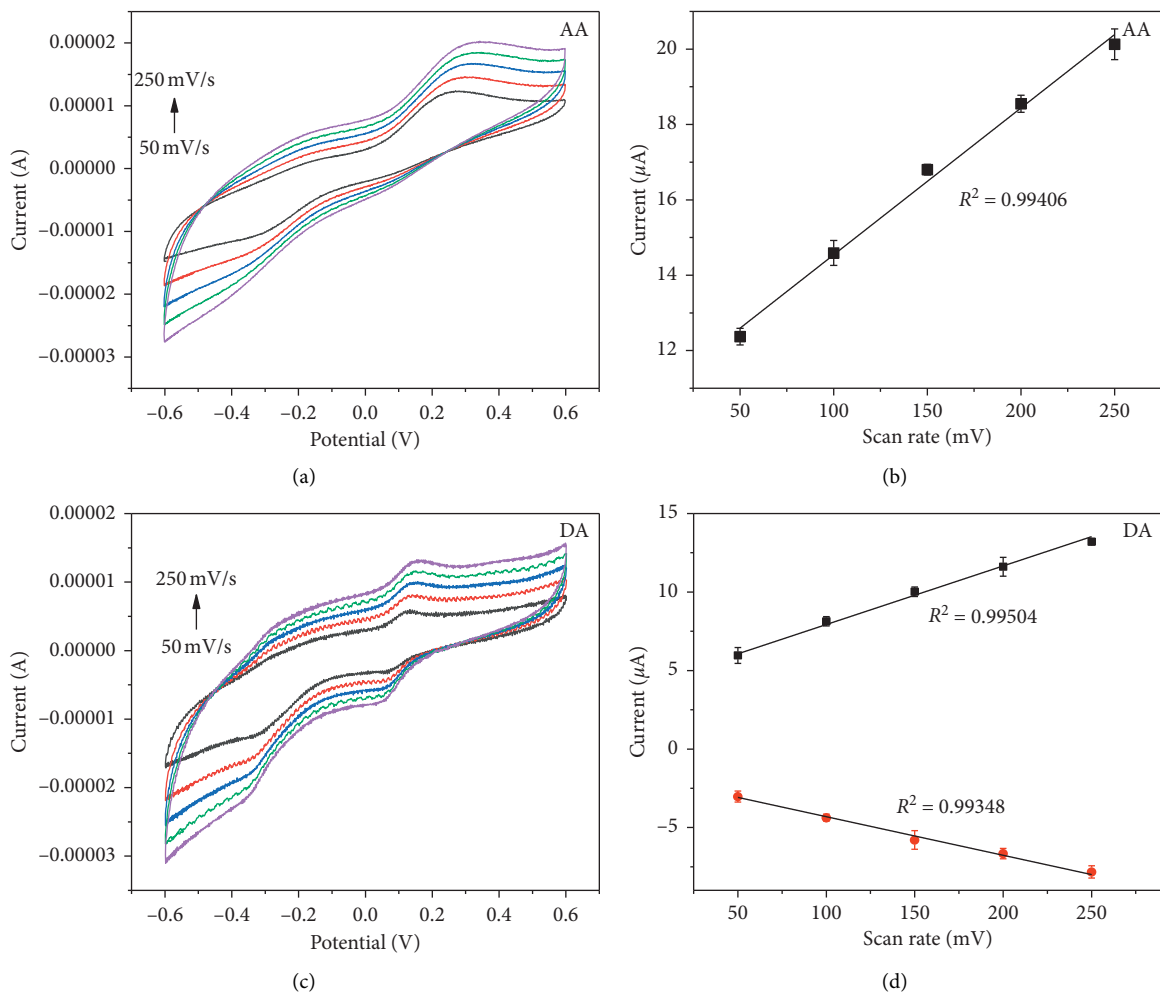 AA
250 mV/s
50 mV/s
0.00002
0.00001
0.00000
−0.00001
−0.00002
−0.00003
Current (A)
−0.6 −0.4 −0.2 0.0 0.2 0.4 0.6
Potential (V)
(a)
AA
20
18
16
14
12
Current (μA)
R² = 0.99406
50 100 150 200 250
Scan rate (mV)
(b)
DA
250 mV/s
50 mV/s
0.00002
0.00001
0.00000
−0.00001
−0.00002
−0.00003
Current (A)
−0.6 −0.4 −0.2 0.0 0.2 0.4 0.6
Potential (V)
(c)
DA
15
10
5
0
−5
Current (μA)
R² = 0.99504
R² = 0.99348
50 100 150 200 250
Scan rate (mV)
(d)